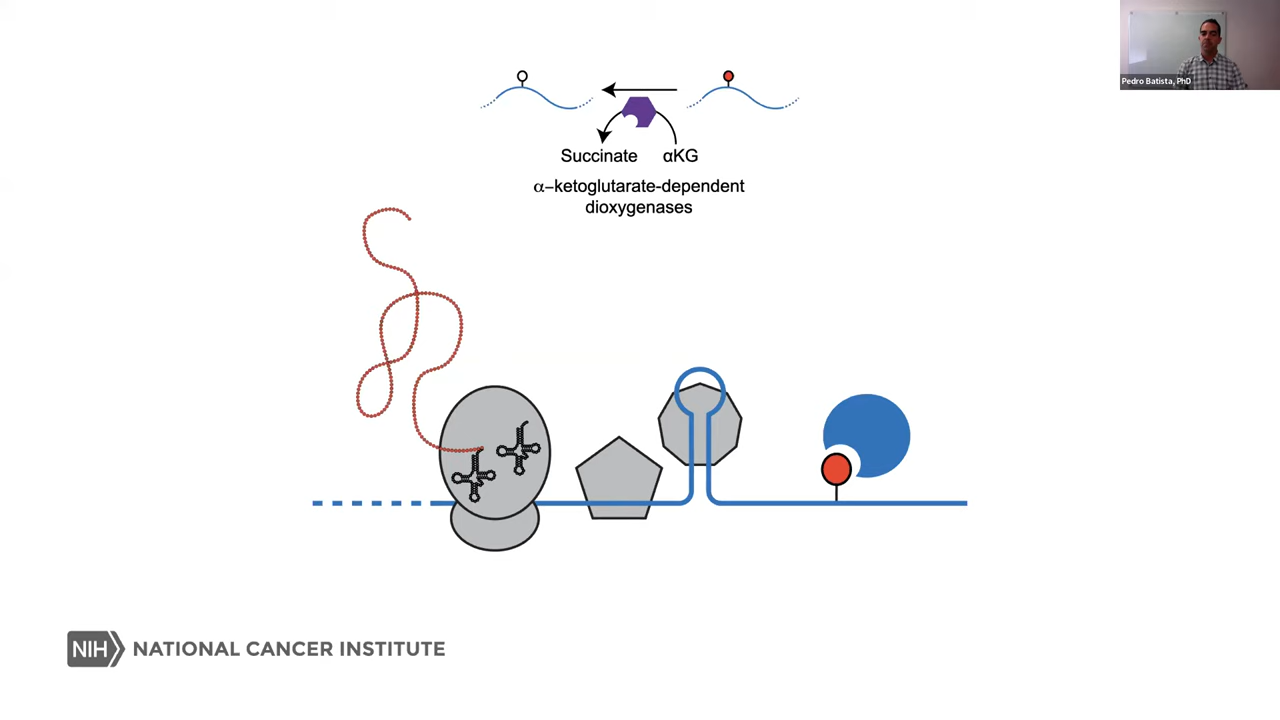 Pedro Batista, PhD
Succinate αKG
α−ketoglutarate-dependent
dioxygenases
NIH NATIONAL CANCER INSTITUTE